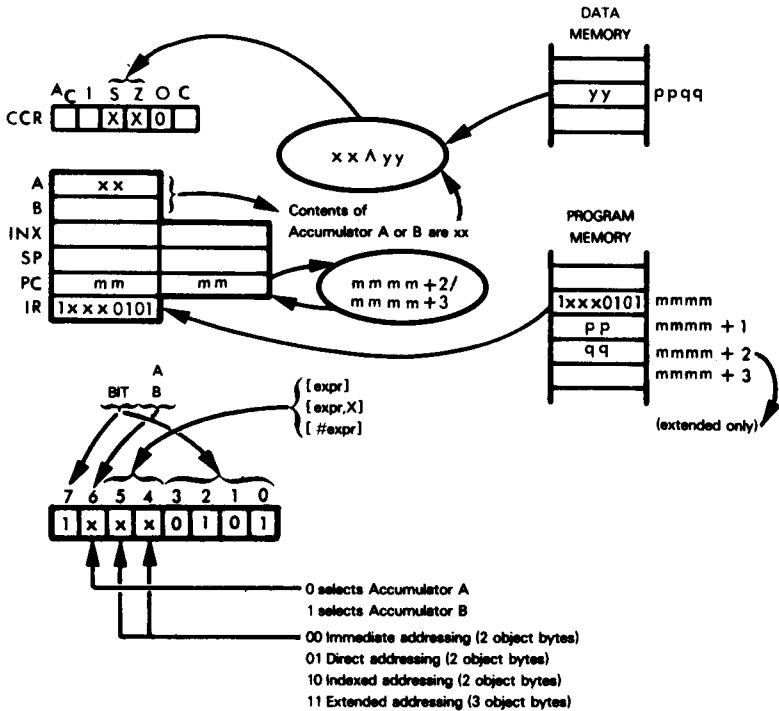 DATA
MEMORY
AC I S Z O C
CCR X X 0
yy ppqq
xx ∧ yy
A xx
B
INX
SP
PC mm mm
IR 1xxx0101
Contents of
Accumulator A or B are xx
mmmm+2/
mmmm+3
PROGRAM
MEMORY
1xxx0101 mmmm
pp mmmm + 1
qq mmmm + 2
mmmm + 3
(extended only)
A
BIT B
[expr]
[expr,X]
[ #expr]
7 6 5 4 3 2 1 0
1 x x x 0 1 0 1
0 selects Accumulator A
1 selects Accumulator B
00 Immediate addressing (2 object bytes)
01 Direct addressing (2 object bytes)
10 Indexed addressing (2 object bytes)
11 Extended addressing (3 object bytes)